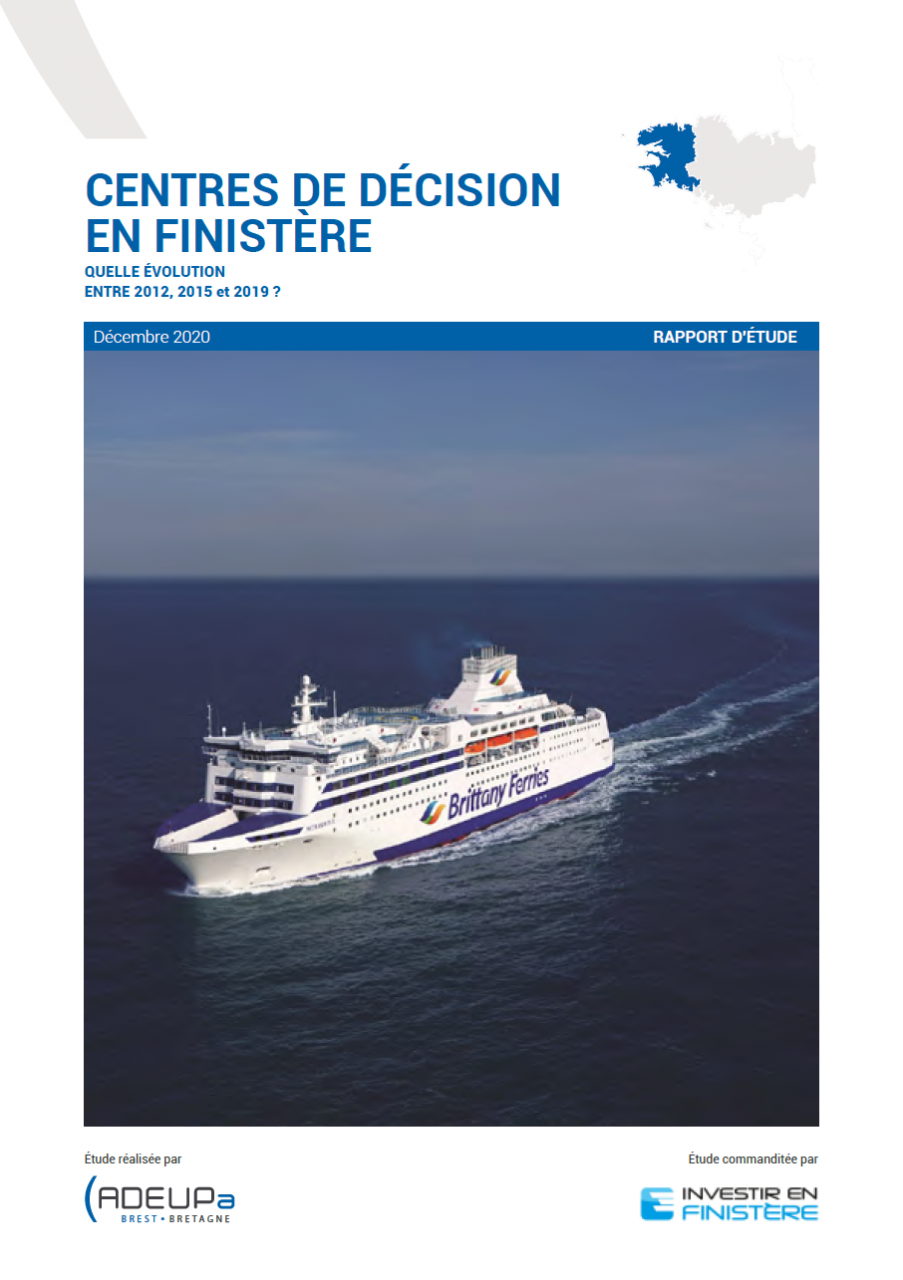 CENTRES DE DÉCISION
EN FINISTÈRE
QUELLE ÉVOLUTION
ENTRE 2012, 2015 et 2019 ?
Décembre 2020
RAPPORT D'ÉTUDE
Brittany Ferries
Étude réalisée par
Étude commanditée par
ADEUPa
BREST • BRETAGNE
INVESTIR EN
FINISTÈRE